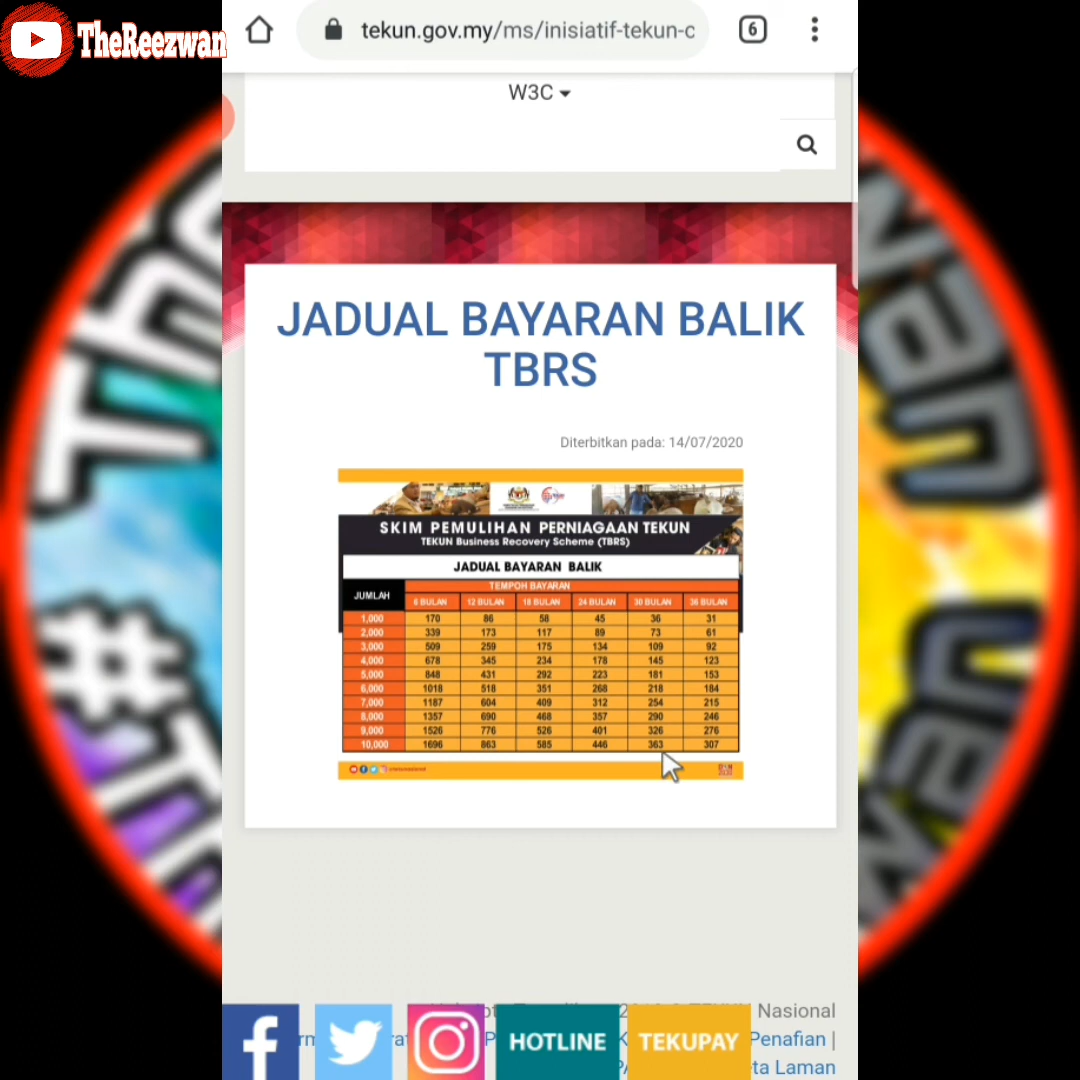 TheReezwan
tekun.gov.my/ms/inisiatif-tekun-c
6
W3C
JADUAL BAYARAN BALIK
TBRS
Diterbitkan pada: 14/07/2020
SKIM PEMULIHAN PERNIAGAAN TEKUN
TEKUN Business Recovery Scheme (TBRS)
JADUAL BAYARAN BALIK
JUMLAH TEMPOH BAYARAN
6 BULAN 12 BULAN 18 BULAN 24 BULAN 30 BULAN 36 BULAN
1,000 170 86 58 45 36 31
2,000 339 173 117 89 73 61
3,000 509 259 175 134 109 92
4,000 678 345 234 178 145 123
5,000 848 431 292 223 181 153
6,000 1018 518 351 268 218 184
7,000 1187 604 409 312 254 215
8,000 1357 690 468 357 290 246
9,000 1526 776 526 401 326 276
10,000 1696 863 585 446 363 307
Nasional
HOTLINE TEKUPAY Penafian |
Laman